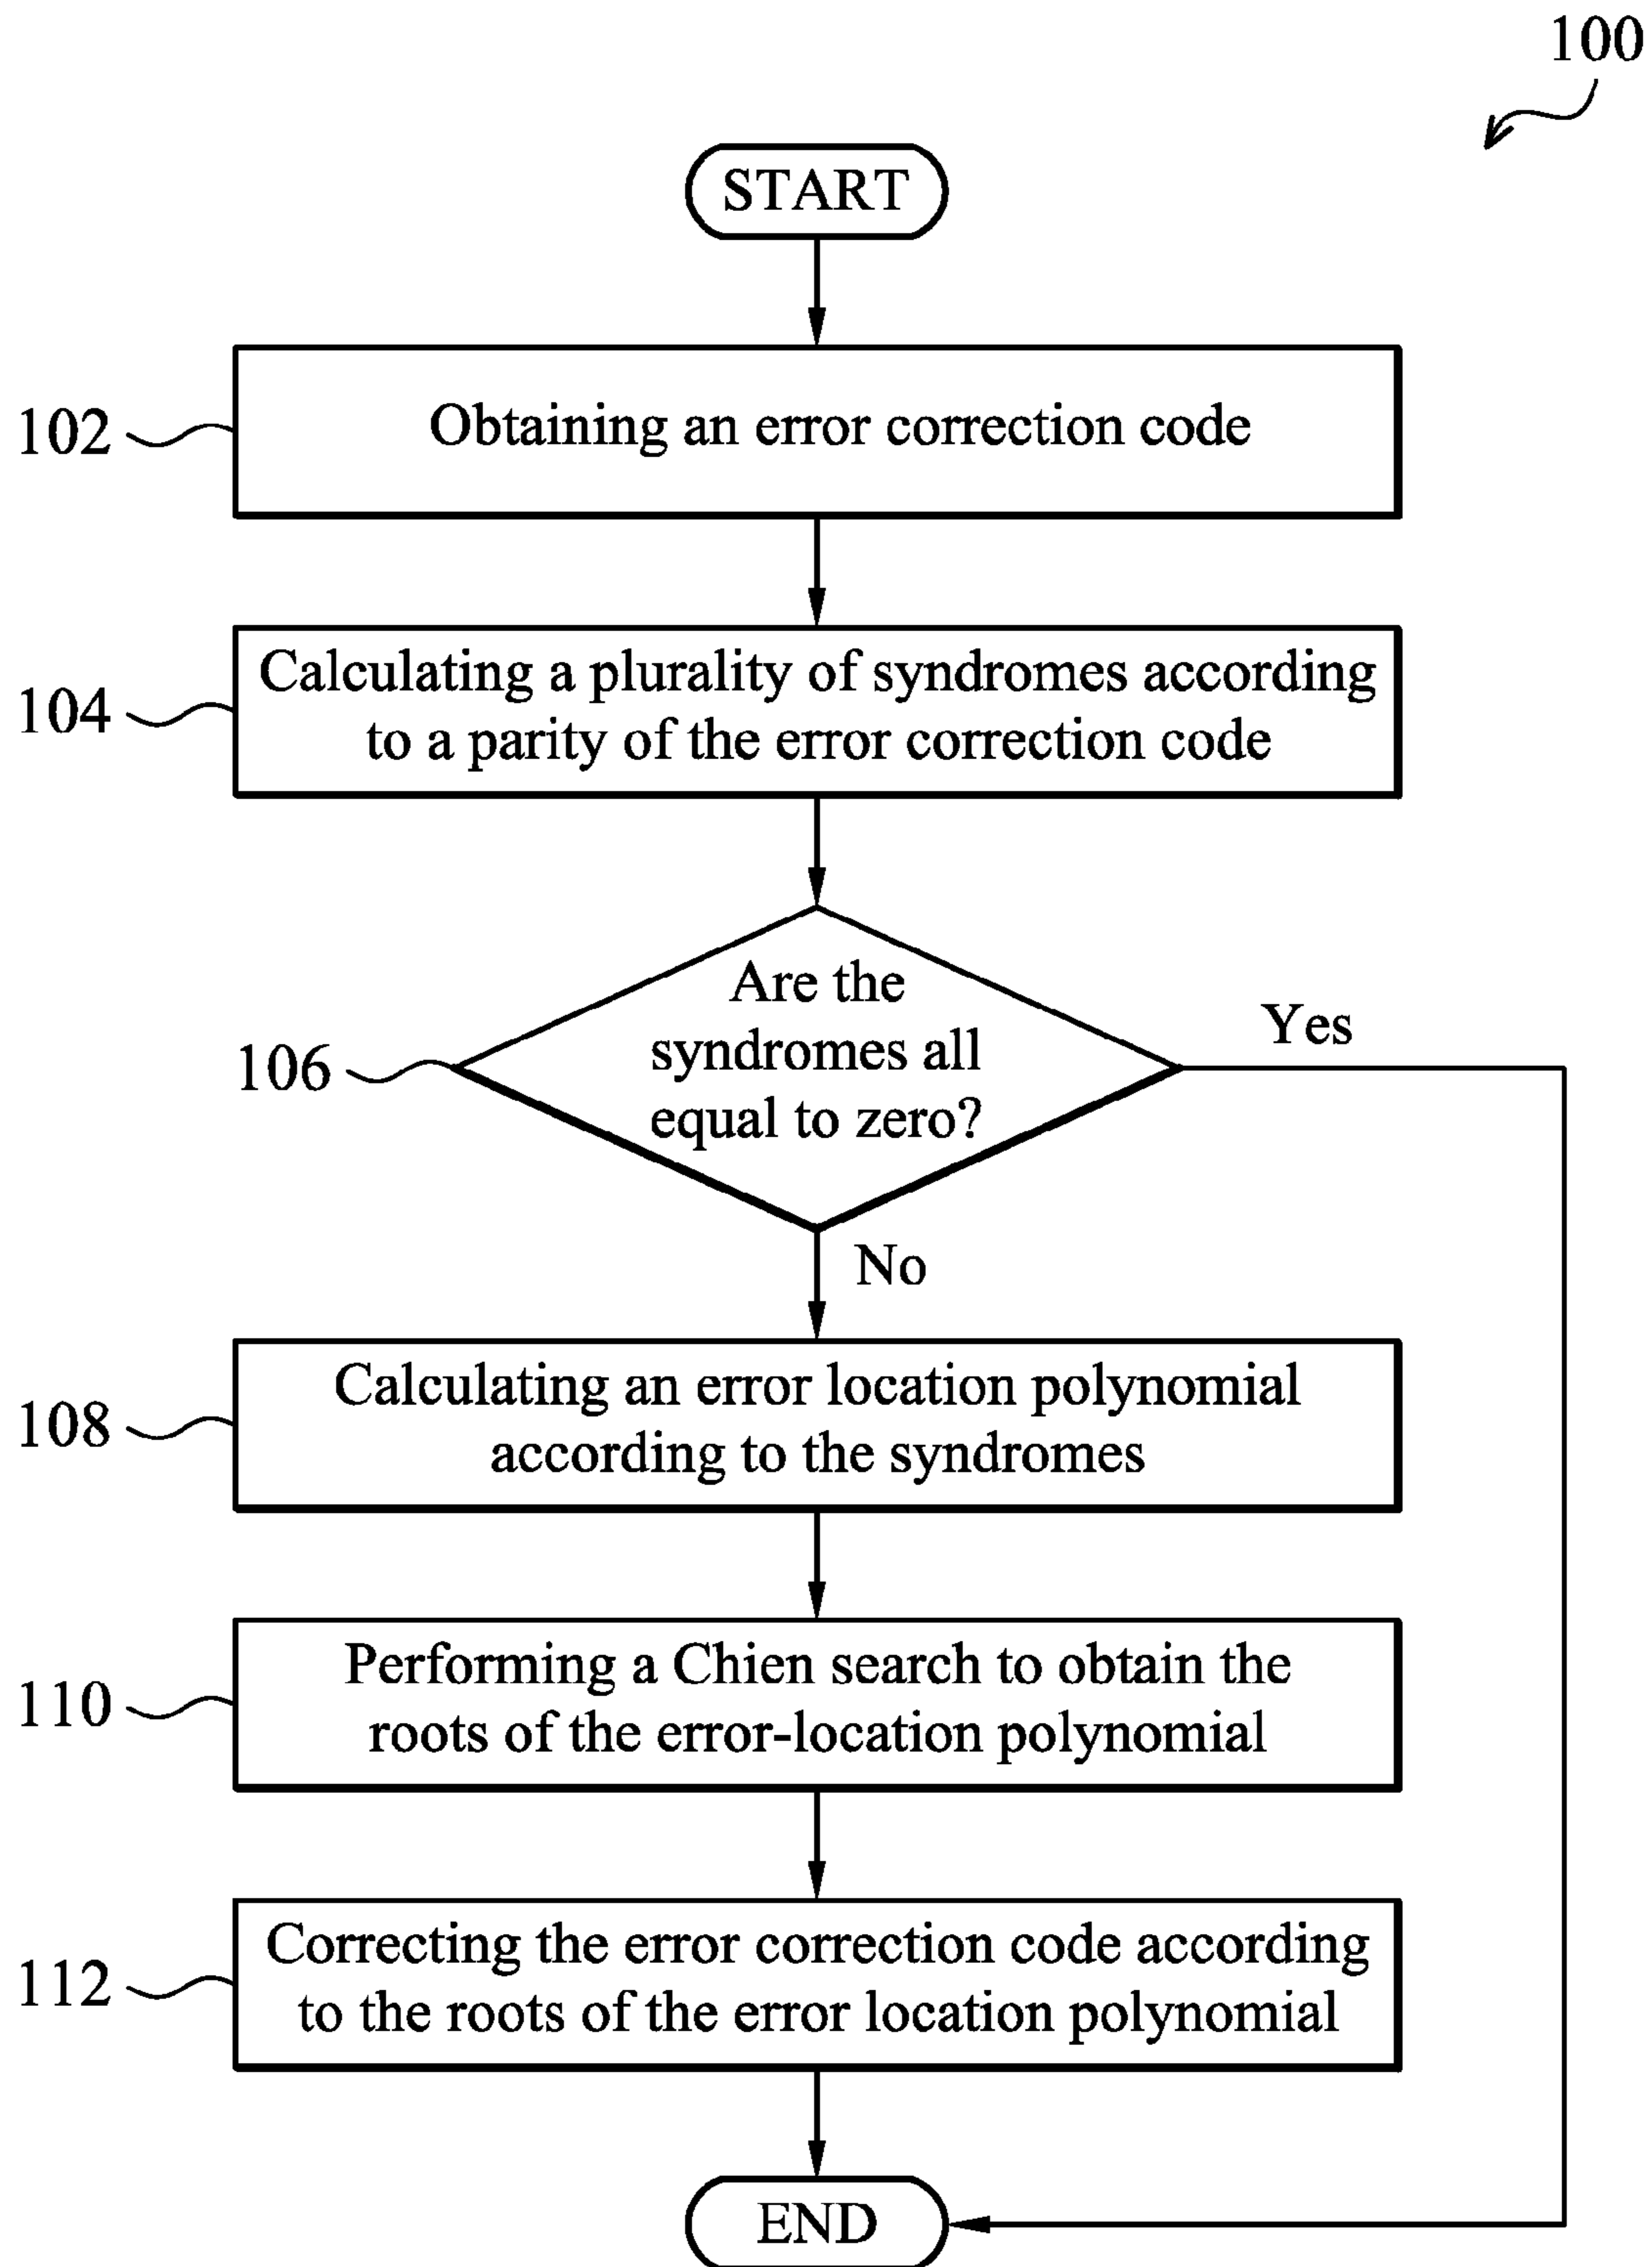 100
START
102
Obtaining an error correction code
104
Calculating a plurality of syndromes according
to a parity of the error correction code
106
Are the
syndromes all
equal to zero?
Yes
No
108
Calculating an error location polynomial
according to the syndromes
110
Performing a Chien search to obtain the
roots of the error-location polynomial
112
Correcting the error correction code according
to the roots of the error location polynomial
END